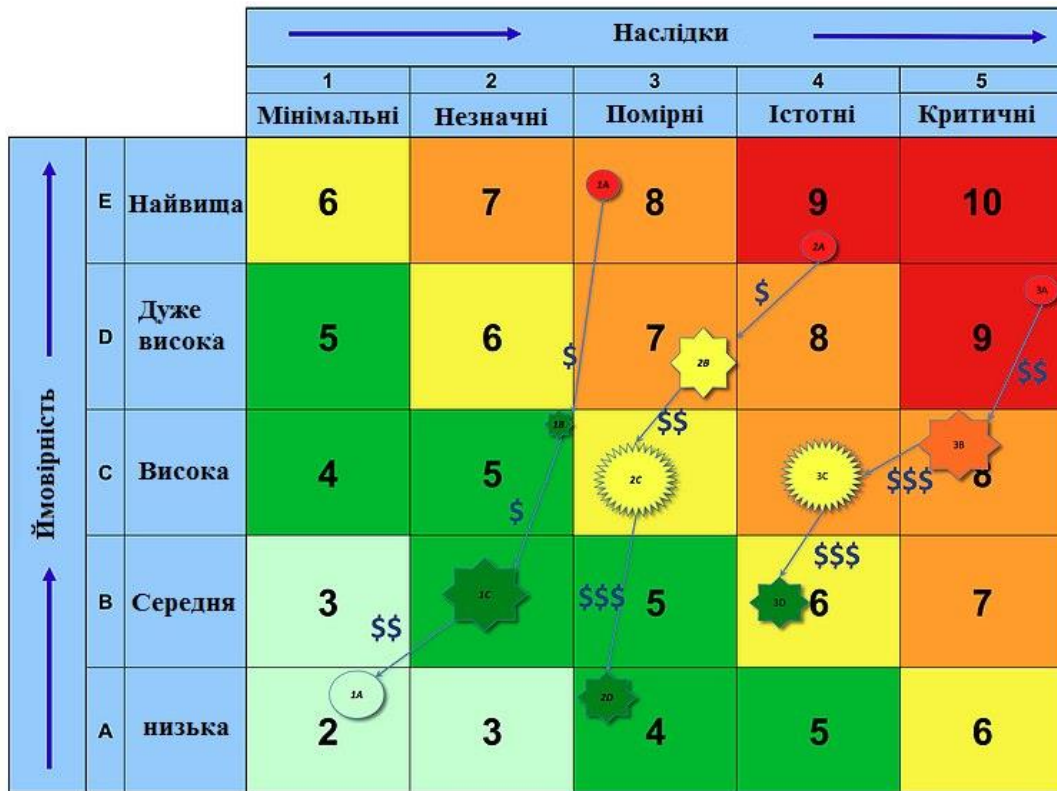 Наслідки
1 2 3 4 5
Мінімальні Незначні Помірні Істотні Критичні
Ймовірність
E Найвища 6 7 1A 8 9 10
2A
3A
$
D Дуже
висока 5 6 7 8 9
2B
$ $$
1B $$
3B
C Висока 4 5 2C 3C $$$ 8
$
$$$
B Середня 3 1C $$$ 5 3D 6 7
$$
1A 2D
A низька 2 3 4 5 6